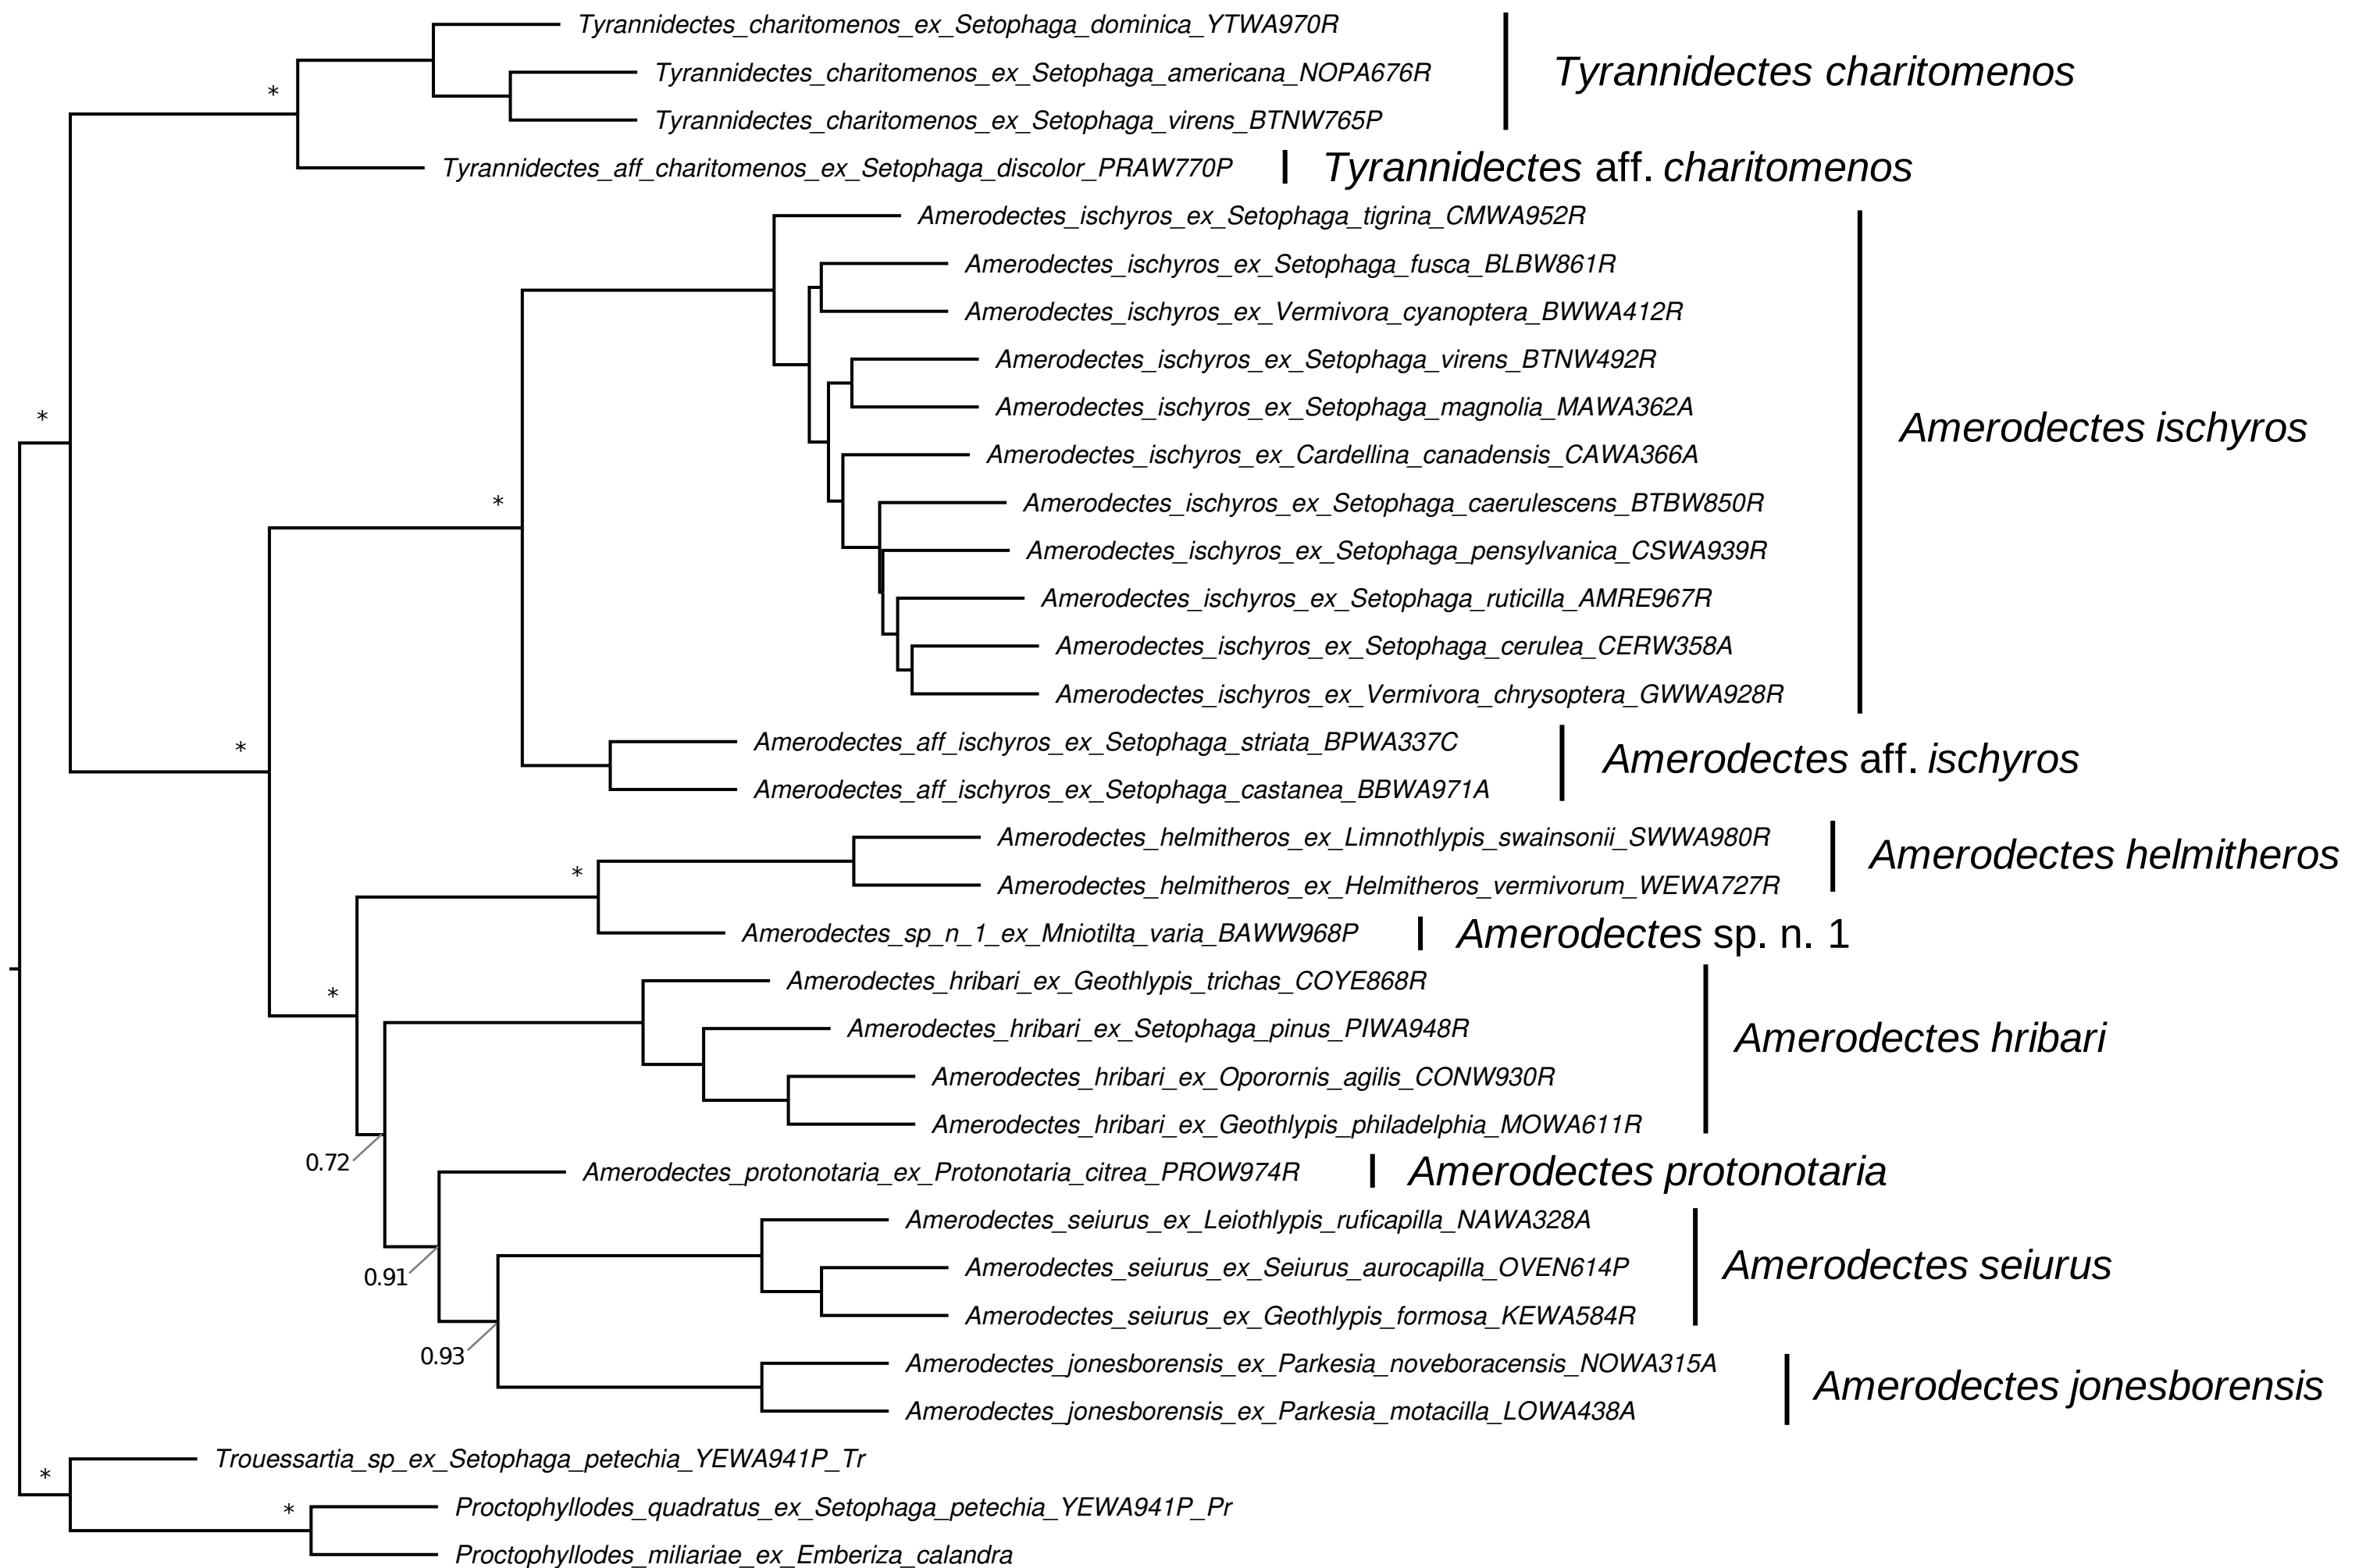 Tyrannidectes_charitomenos_ex_Setophaga_dominica_YTWA970R
Tyrannidectes_charitomenos_ex_Setophaga_americana_NOPA676R
Tyrannidectes charitomenos
*
Tyrannidectes_charitomenos_ex_Setophaga_virens_BTNW765P
Tyrannidectes_aff_charitomenos_ex_Setophaga_discolor_PRAW770P
Tyrannidectes aff. charitomenos
Amerodectes_ischyros_ex_Setophaga_tigrina_CMWA952R
Amerodectes_ischyros_ex_Setophaga_fusca_BLBW861R
Amerodectes_ischyros_ex_Vermivora_cyanoptera_BWWA412R
Amerodectes_ischyros_ex_Setophaga_virens_BTNW492R
Amerodectes_ischyros_ex_Setophaga_magnolia_MAWA362A
*
Amerodectes ischyros
Amerodectes_ischyros_ex_Cardellina_canadensis_CAWA366A
*
Amerodectes_ischyros_ex_Setophaga_caerulescens_BTBW850R
Amerodectes_ischyros_ex_Setophaga_pensylvanica_CSWA939R
Amerodectes_ischyros_ex_Setophaga_ruticilla_AMRE967R
Amerodectes_ischyros_ex_Setophaga_cerulea_CERW358A
Amerodectes_ischyros_ex_Vermivora_chrysoptera_GWWA928R
*
Amerodectes_aff_ischyros_ex_Setophaga_striata_BPWA337C
Amerodectes aff. ischyros
Amerodectes_aff_ischyros_ex_Setophaga_castanea_BBWA971A
Amerodectes_helmitheros_ex_Limnothlypis_swainsonii_SWWA980R
Amerodectes helmitheros
*
Amerodectes_helmitheros_ex_Helmitheros_vermivorum_WEWA727R
Amerodectes_sp_n_1_ex_Mniotilta_varia_BAWW968P
Amerodectes sp. n. 1
*
Amerodectes_hribari_ex_Geothlypis_trichas_COYE868R
Amerodectes_hribari_ex_Setophaga_pinus_PIWA948R
Amerodectes hribari
Amerodectes_hribari_ex_Oporornis_agilis_CONW930R
Amerodectes_hribari_ex_Geothlypis_philadelphia_MOWA611R
0.72
Amerodectes_protonotaria_ex_Protonotaria_citrea_PROW974R
Amerodectes protonotaria
Amerodectes_seiurus_ex_Leiothlypis_ruficapilla_NAWA328A
0.91
Amerodectes_seiurus_ex_Seiurus_aurocapilla_OVEN614P
Amerodectes seiurus
Amerodectes_seiurus_ex_Geothlypis_formosa_KEWA584R
0.93
Amerodectes_jonesborensis_ex_Parkesia_noveboracensis_NOWA315A
Amerodectes jonesborensis
Amerodectes_jonesborensis_ex_Parkesia_motacilla_LOWA438A
*
Trouessartia_sp_ex_Setophaga_petechia_YEWA941P_Tr
*
Proctophyllodes_quadratus_ex_Setophaga_petechia_YEWA941P_Pr
Proctophyllodes_miliariae_ex_Emberiza_calandra